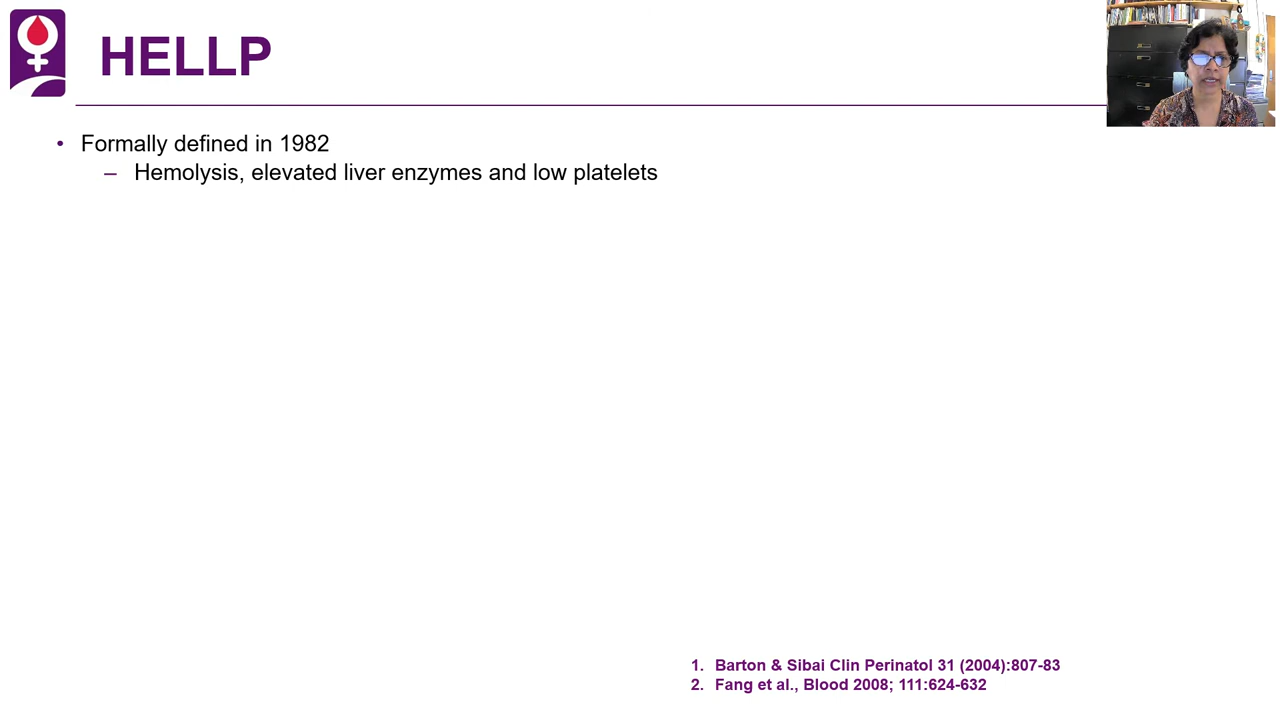 HELLP
• Formally defined in 1982
– Hemolysis, elevated liver enzymes and low platelets
1. Barton & Sibai Clin Perinatol 31 (2004):807-83
2. Fang et al., Blood 2008; 111:624-632